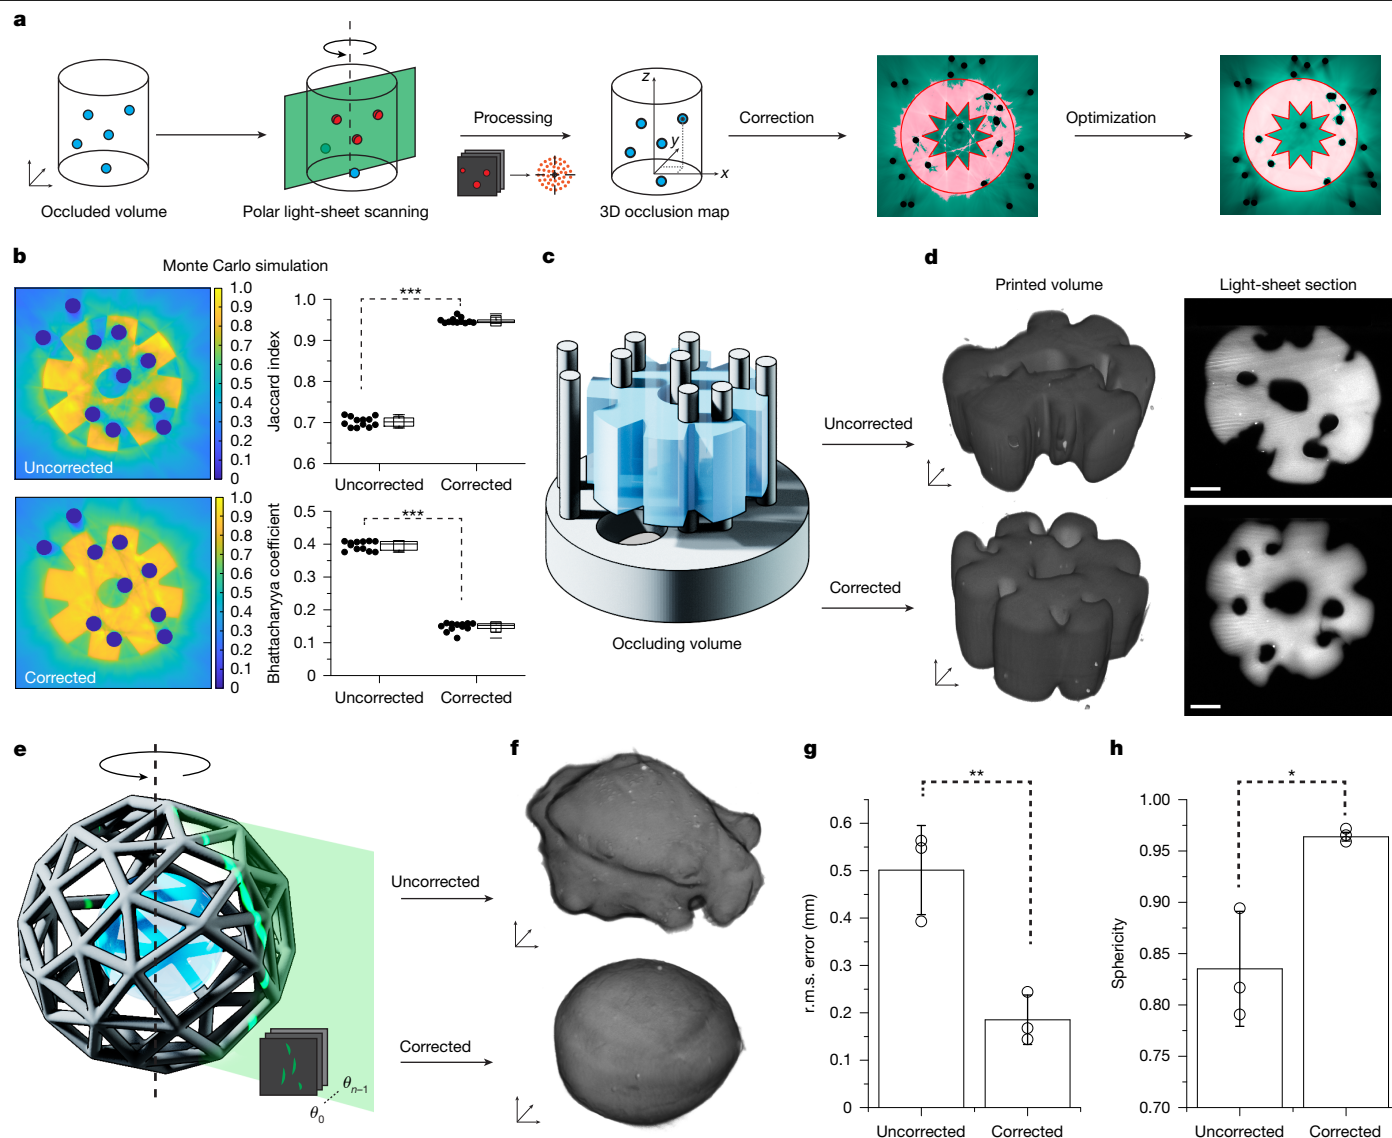 a
Occluded volume
Polar light-sheet scanning
Processing
z
y
x
3D occlusion map
Correction
Optimization
b
Monte Carlo simulation
Uncorrected
1.0
0.9
0.8
0.7
0.6
0.5
0.4
0.3
0.2
0.1
0
Jaccard index
1.0
0.9
0.8
0.7
0.6
***
Uncorrected
Corrected
Corrected
1.0
0.9
0.8
0.7
0.6
0.5
0.4
0.3
0.2
0.1
0
Bhattacharyya coefficient
0.5
0.4
0.3
0.2
0.1
0
***
Uncorrected
Corrected
c
Occluding volume
Uncorrected
Corrected
d
Printed volume
Light-sheet section
e
θn–1
θ0
Uncorrected
Corrected
f
g
r.m.s. error (mm)
0.6
0.5
0.4
0.3
0.2
0.1
0
**
Uncorrected
Corrected
h
Sphericity
1.00
0.95
0.90
0.85
0.80
0.75
0.70
*
Uncorrected
Corrected